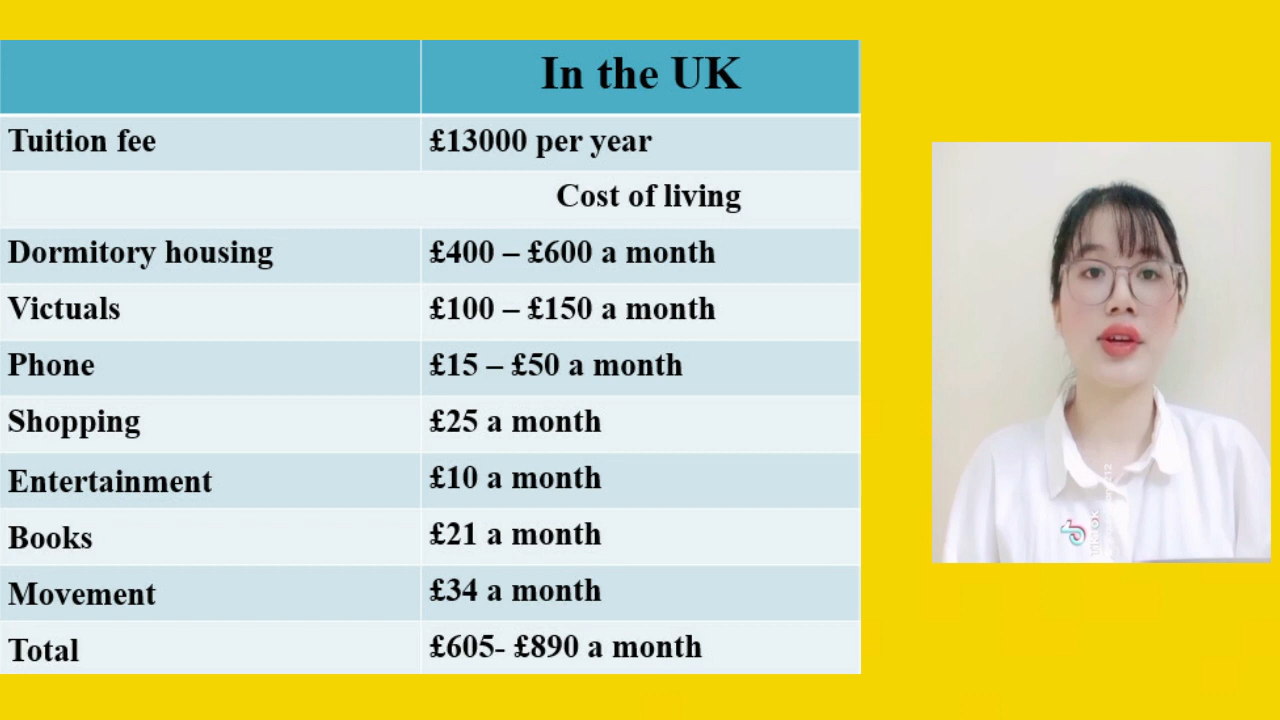 In the UK
Tuition fee £13000 per year
Cost of living
Dormitory housing £400 – £600 a month
Victuals £100 – £150 a month
Phone £15 – £50 a month
Shopping £25 a month
Entertainment £10 a month
Books £21 a month
Movement £34 a month
Total £605- £890 a month
TikTok